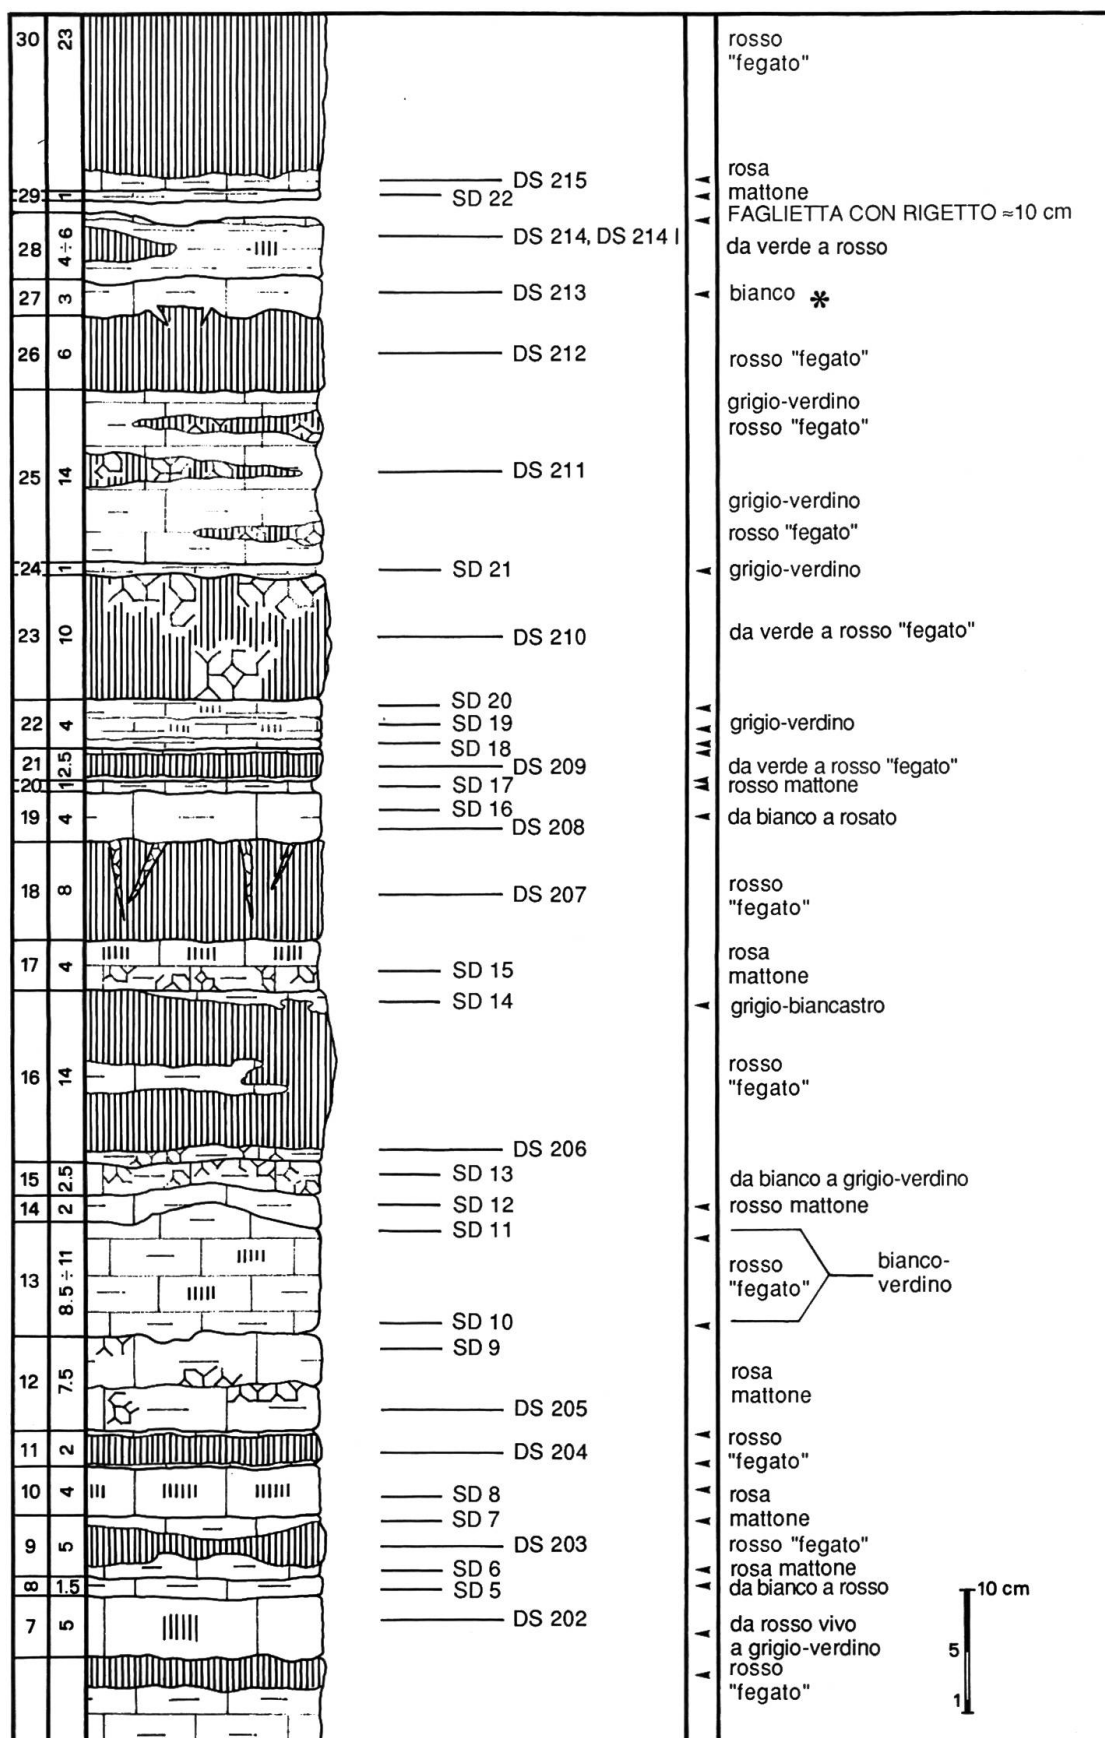 30 23 rosso
"fegato"
DS 215 rosa
29 1 SD 22 mattone
FAGLIETTA CON RIGETTO ≈10 cm
28 4÷6 DS 214, DS 214 I da verde a rosso
27 3 DS 213 bianco *
26 6 DS 212 rosso "fegato"
grigio-verdino
rosso "fegato"
25 14 DS 211
grigio-verdino
rosso "fegato"
24 1 SD 21 grigio-verdino
23 10 DS 210 da verde a rosso "fegato"
SD 20
22 4 SD 19 grigio-verdino
SD 18
21 2.5 DS 209 da verde a rosso "fegato"
20 1 SD 17 rosso mattone
19 4 SD 16 da bianco a rosato
DS 208
18 8 DS 207 rosso
"fegato"
17 4 rosa
SD 15 mattone
SD 14 grigio-biancastro
16 14 rosso
"fegato"
DS 206
15 2.5 SD 13 da bianco a grigio-verdino
14 2 SD 12 rosso mattone
SD 11
13 8.5÷11 rosso bianco-
"fegato" verdino
SD 10
SD 9
12 7.5 rosa
mattone
DS 205
11 2 DS 204 rosso
"fegato"
10 4 SD 8 rosa
SD 7 mattone
9 5 DS 203 rosso "fegato"
SD 6 rosa mattone
8 1.5 SD 5 da bianco a rosso 10 cm
7 5 DS 202 da rosso vivo
a grigio-verdino 5
rosso
"fegato" 1